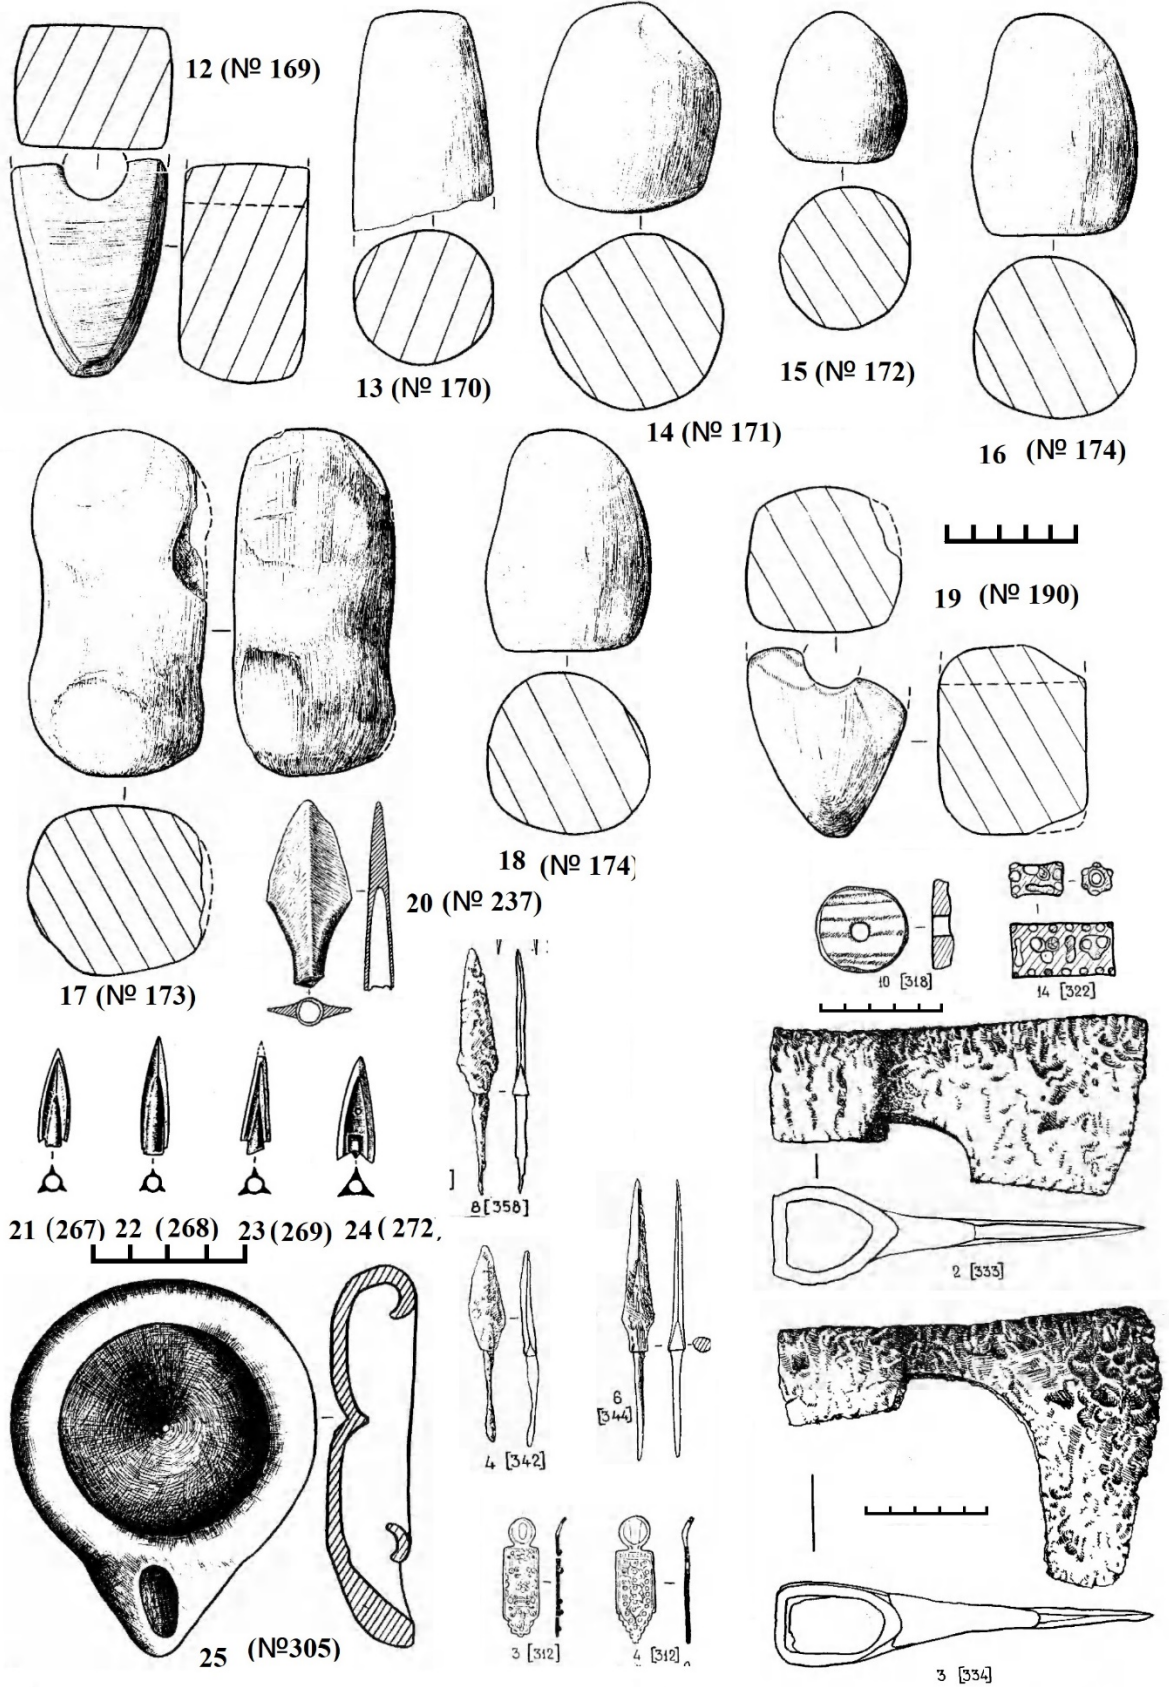 12 (№ 169)
13 (№ 170)
14 (№ 171)
15 (№ 172)
16 (№ 174)
17 (№ 173)
18 (№ 174)
19 (№ 190)
20 (№ 237)
10 [318]
14 [322]
21 (267)
22 (268)
23 (269)
24 (272,
8 [358]
]
2 [333]
4 [342]
6
[344]
25 (№305)
3 [312]
4 [312]
3 [334]